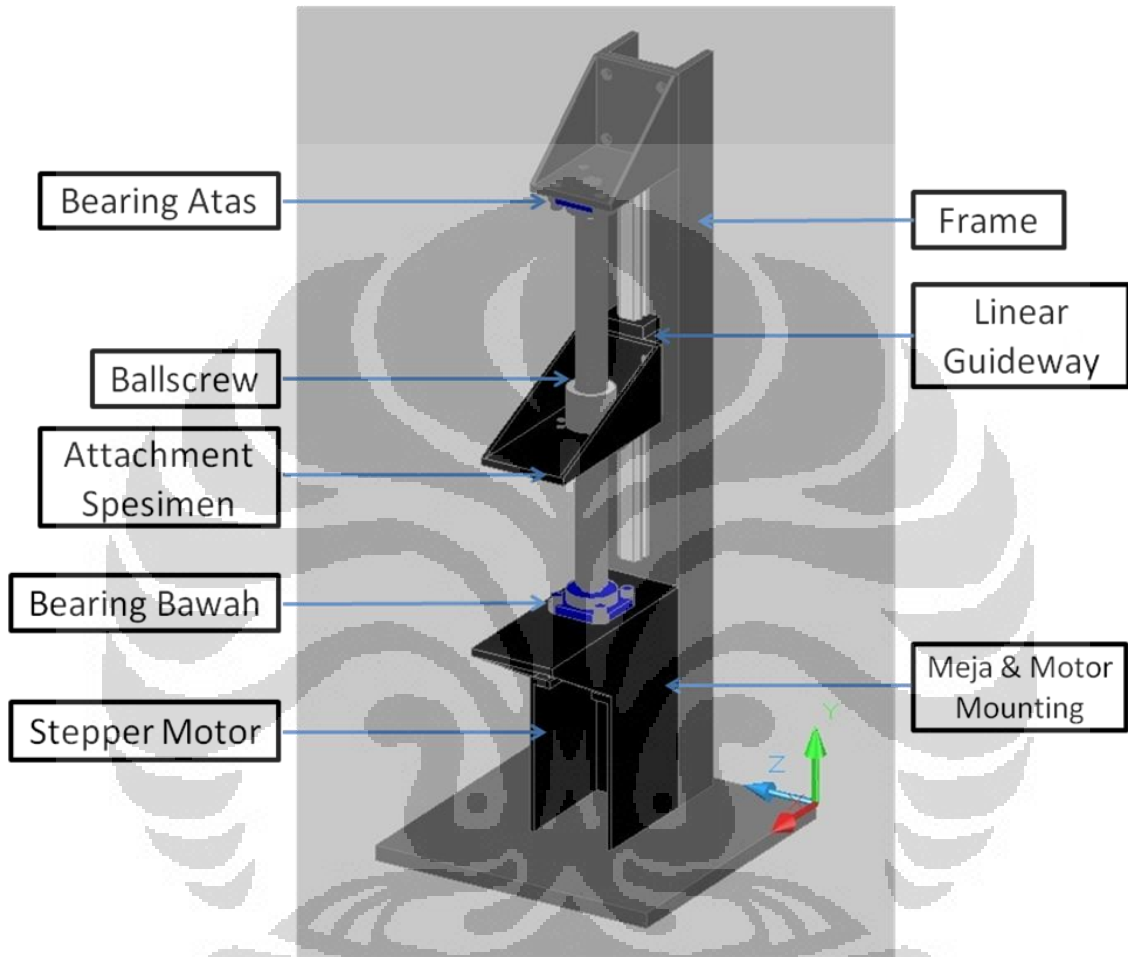 Bearing Atas
Ballscrew
Attachment
Spesimen
Bearing Bawah
Stepper Motor
Frame
Linear
Guideway
Meja & Motor
Mounting
Y
Z
X